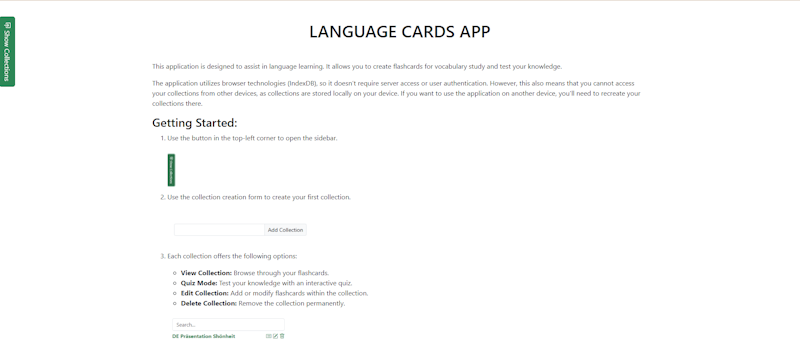 Show Collections
LANGUAGE CARDS APP
This application is designed to assist in language learning. It allows you to create flashcards for vocabulary study and test your knowledge.
The application utilizes browser technologies (IndexDB), so it doesn't require server access or user authentication. However, this also means that you cannot access
your collections from other devices, as collections are stored locally on your device. If you want to use the application on another device, you'll need to recreate your
collections there.
Getting Started:
1. Use the button in the top-left corner to open the sidebar.
Show Collections
2. Use the collection creation form to create your first collection.
Add Collection
3. Each collection offers the following options:
View Collection: Browse through your flashcards.
Quiz Mode: Test your knowledge with an interactive quiz.
Edit Collection: Add or modify flashcards within the collection.
Delete Collection: Remove the collection permanently.
Search...
DE Präsentation Shönheit